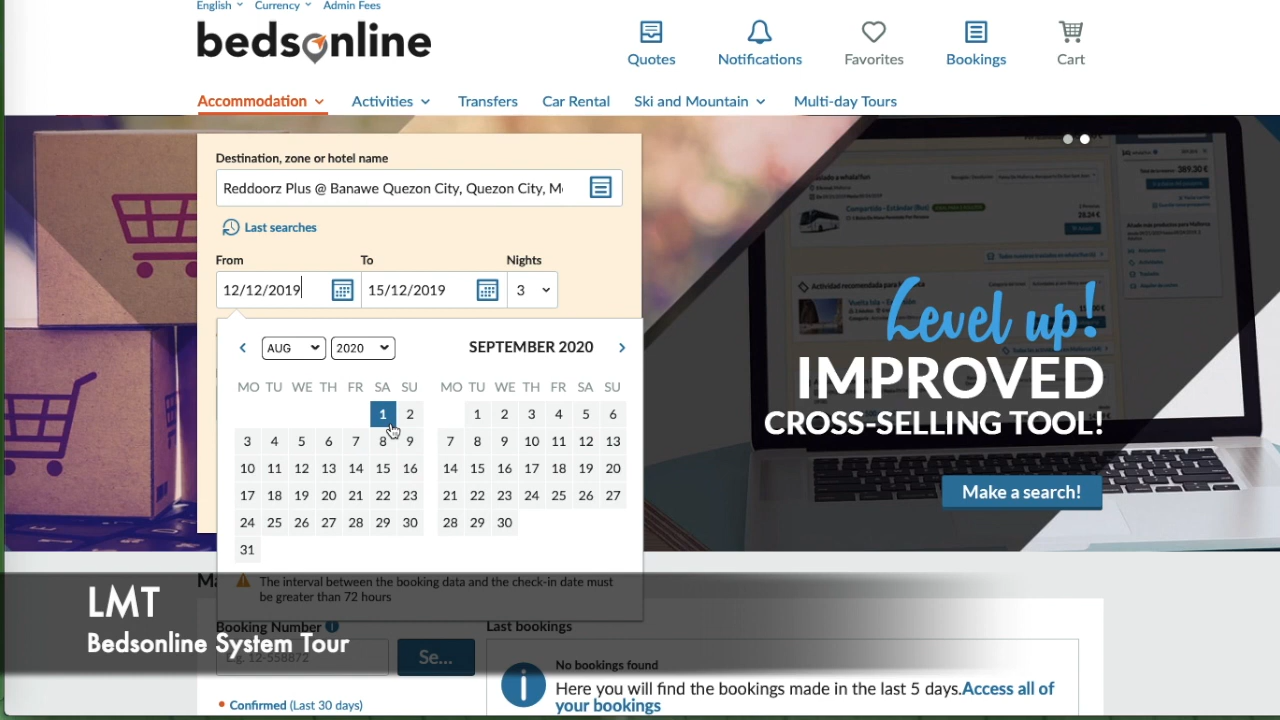 English Currency Admin Fees
bedsonline
Quotes Notifications Favorites Bookings Cart
Accommodation Activities Transfers Car Rental Ski and Mountain Multi-day Tours
Destination, zone or hotel name
Reddoorz Plus @ Banawe Quezon City, Quezon City, M
Last searches
From To Nights
12/12/2019 15/12/2019 3
AUG 2020 SEPTEMBER 2020
MO TU WE TH FR SA SU MO TU WE TH FR SA SU
1 2 1 2 3 4 5 6
3 4 5 6 7 8 9 7 8 9 10 11 12 13
10 11 12 13 14 15 16 14 15 16 17 18 19 20
17 18 19 20 21 22 23 21 22 23 24 25 26 27
24 25 26 27 28 29 30 28 29 30
31
The interval between the booking data and the check-in date must
be greater than 72 hours
Level up!
IMPROVED
CROSS-SELLING TOOL!
Make a search!
LMT
Bedsonline System Tour
Booking Number
E.g. 12-558872
Se...
Confirmed (Last 30 days)
Last bookings
No bookings found
Here you will find the bookings made in the last 5 days.Access all of
your bookings